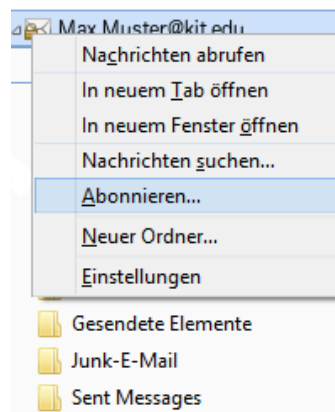 Max.Muster@kit.edu
Nachrichten abrufen
In neuem Tab öffnen
In neuem Fenster öffnen
Nachrichten suchen...
Abonnieren...
Neuer Ordner...
Einstellungen
Gesendete Elemente
Junk-E-Mail
Sent Messages